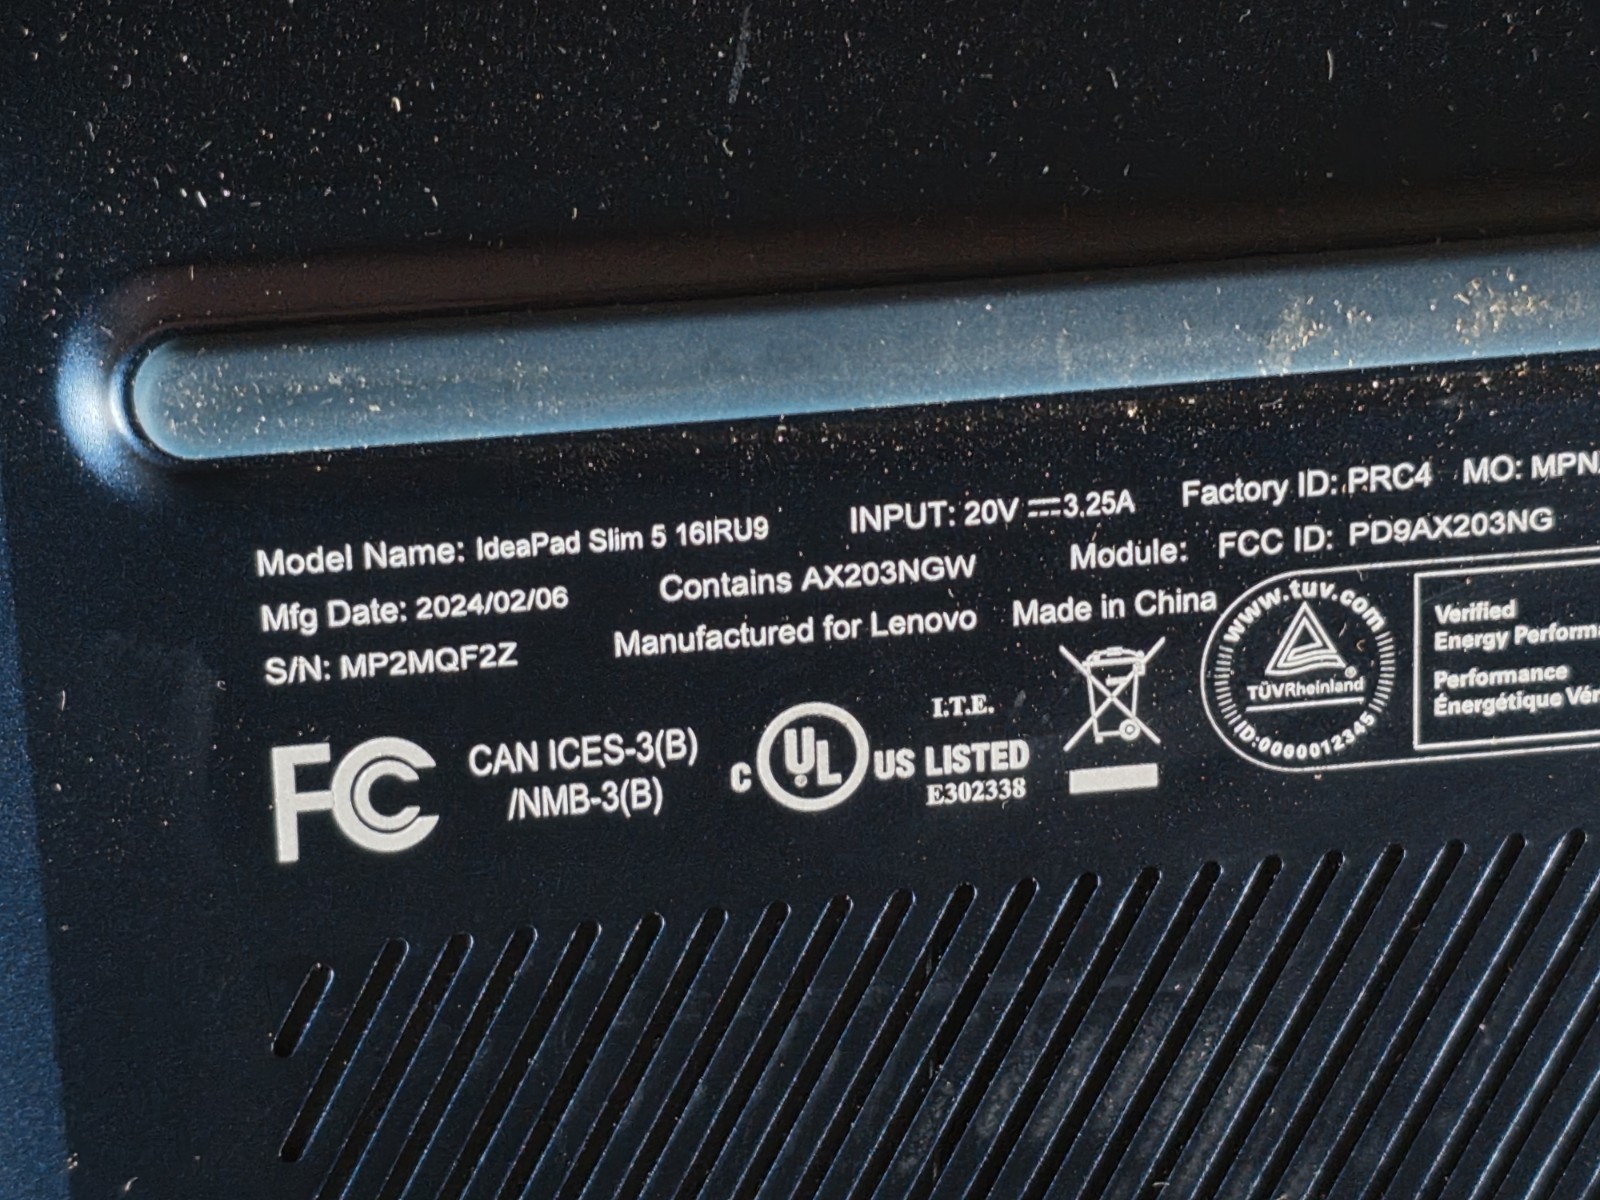 Model Name: IdeaPad Slim 5 16IRU9 INPUT: 20V ⎓3.25A Factory ID: PRC4 MO: MPN
Mfg Date: 2024/02/06 Contains AX203NGW Module: FCC ID: PD9AX203NG
S/N: MP2MQF2Z Manufactured for Lenovo Made in China
FC CAN ICES-3(B)
/NMB-3(B)
c UL US LISTED
I.T.E.
E302338
www.tuv.com
TÜVRheinland
ID:0000012345
Verified
Energy Performa
Performance
Énergétique Vér